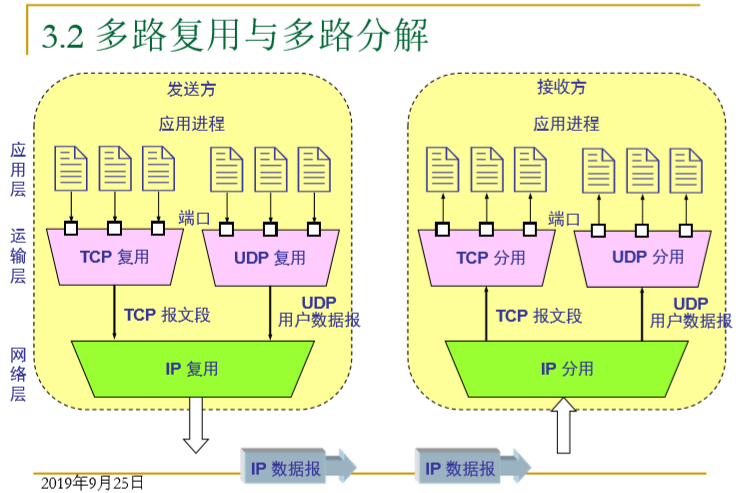 3.2 多路复用与多路分解
发送方
接收方
应用进程
应用进程
应用层
端口
端口
运输层
TCP 复用
UDP 复用
TCP 分用
UDP 分用
TCP 报文段
UDP
用户数据报
TCP 报文段
UDP
用户数据报
网络层
IP 复用
IP 分用
IP 数据报
IP 数据报
2019年9月25日